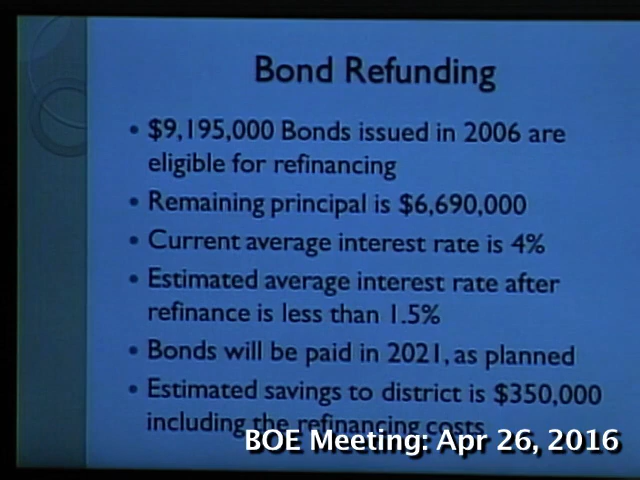 Bond Refunding
• $9,195,000 Bonds issued in 2006 are
eligible for refinancing
• Remaining principal is $6,690,000
• Current average interest rate is 4%
• Estimated average interest rate after
refinance is less than 1.5%
• Bonds will be paid in 2021, as planned
• Estimated savings to district is $350,000
including the refinancing costs
BOE Meeting: Apr 26, 2016